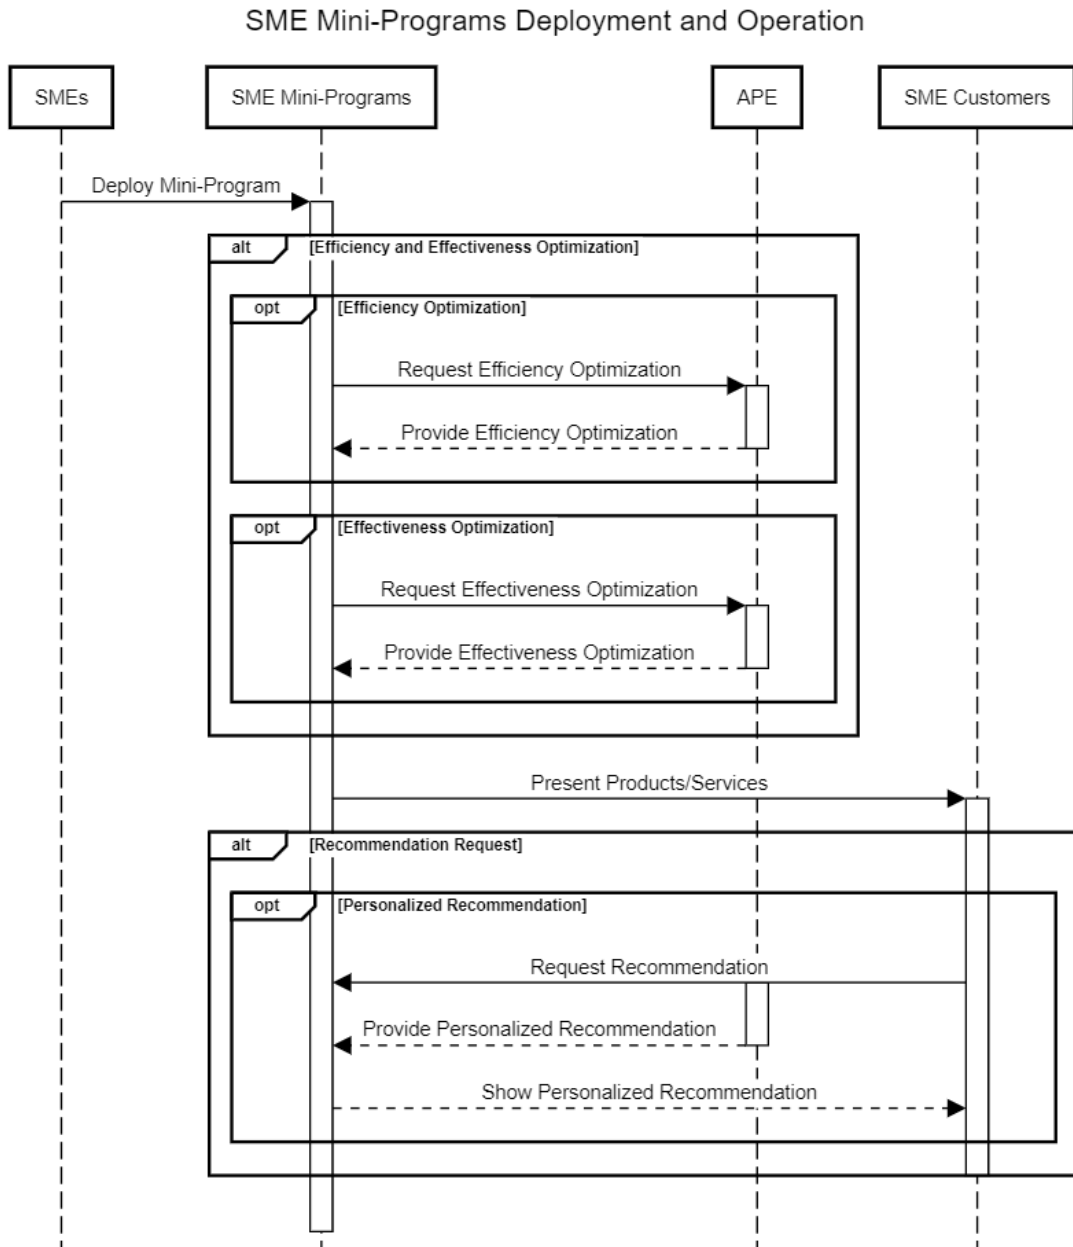 SME Mini-Programs Deployment and Operation
SMEs
SME Mini-Programs
APE
SME Customers
Deploy Mini-Program
alt
[Efficiency and Effectiveness Optimization]
opt
[Efficiency Optimization]
Request Efficiency Optimization
Provide Efficiency Optimization
opt
[Effectiveness Optimization]
Request Effectiveness Optimization
Provide Effectiveness Optimization
Present Products/Services
alt
[Recommendation Request]
opt
[Personalized Recommendation]
Request Recommendation
Provide Personalized Recommendation
Show Personalized Recommendation